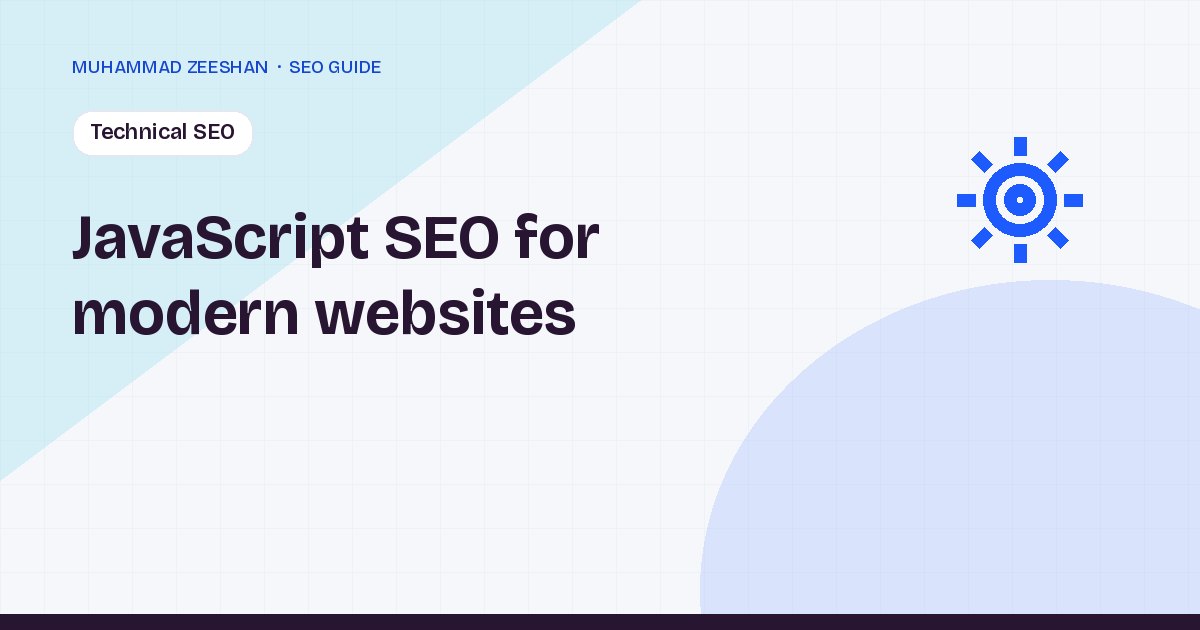 MUHAMMAD ZEESHAN · SEO GUIDE
Technical SEO
JavaScript SEO for
modern websites